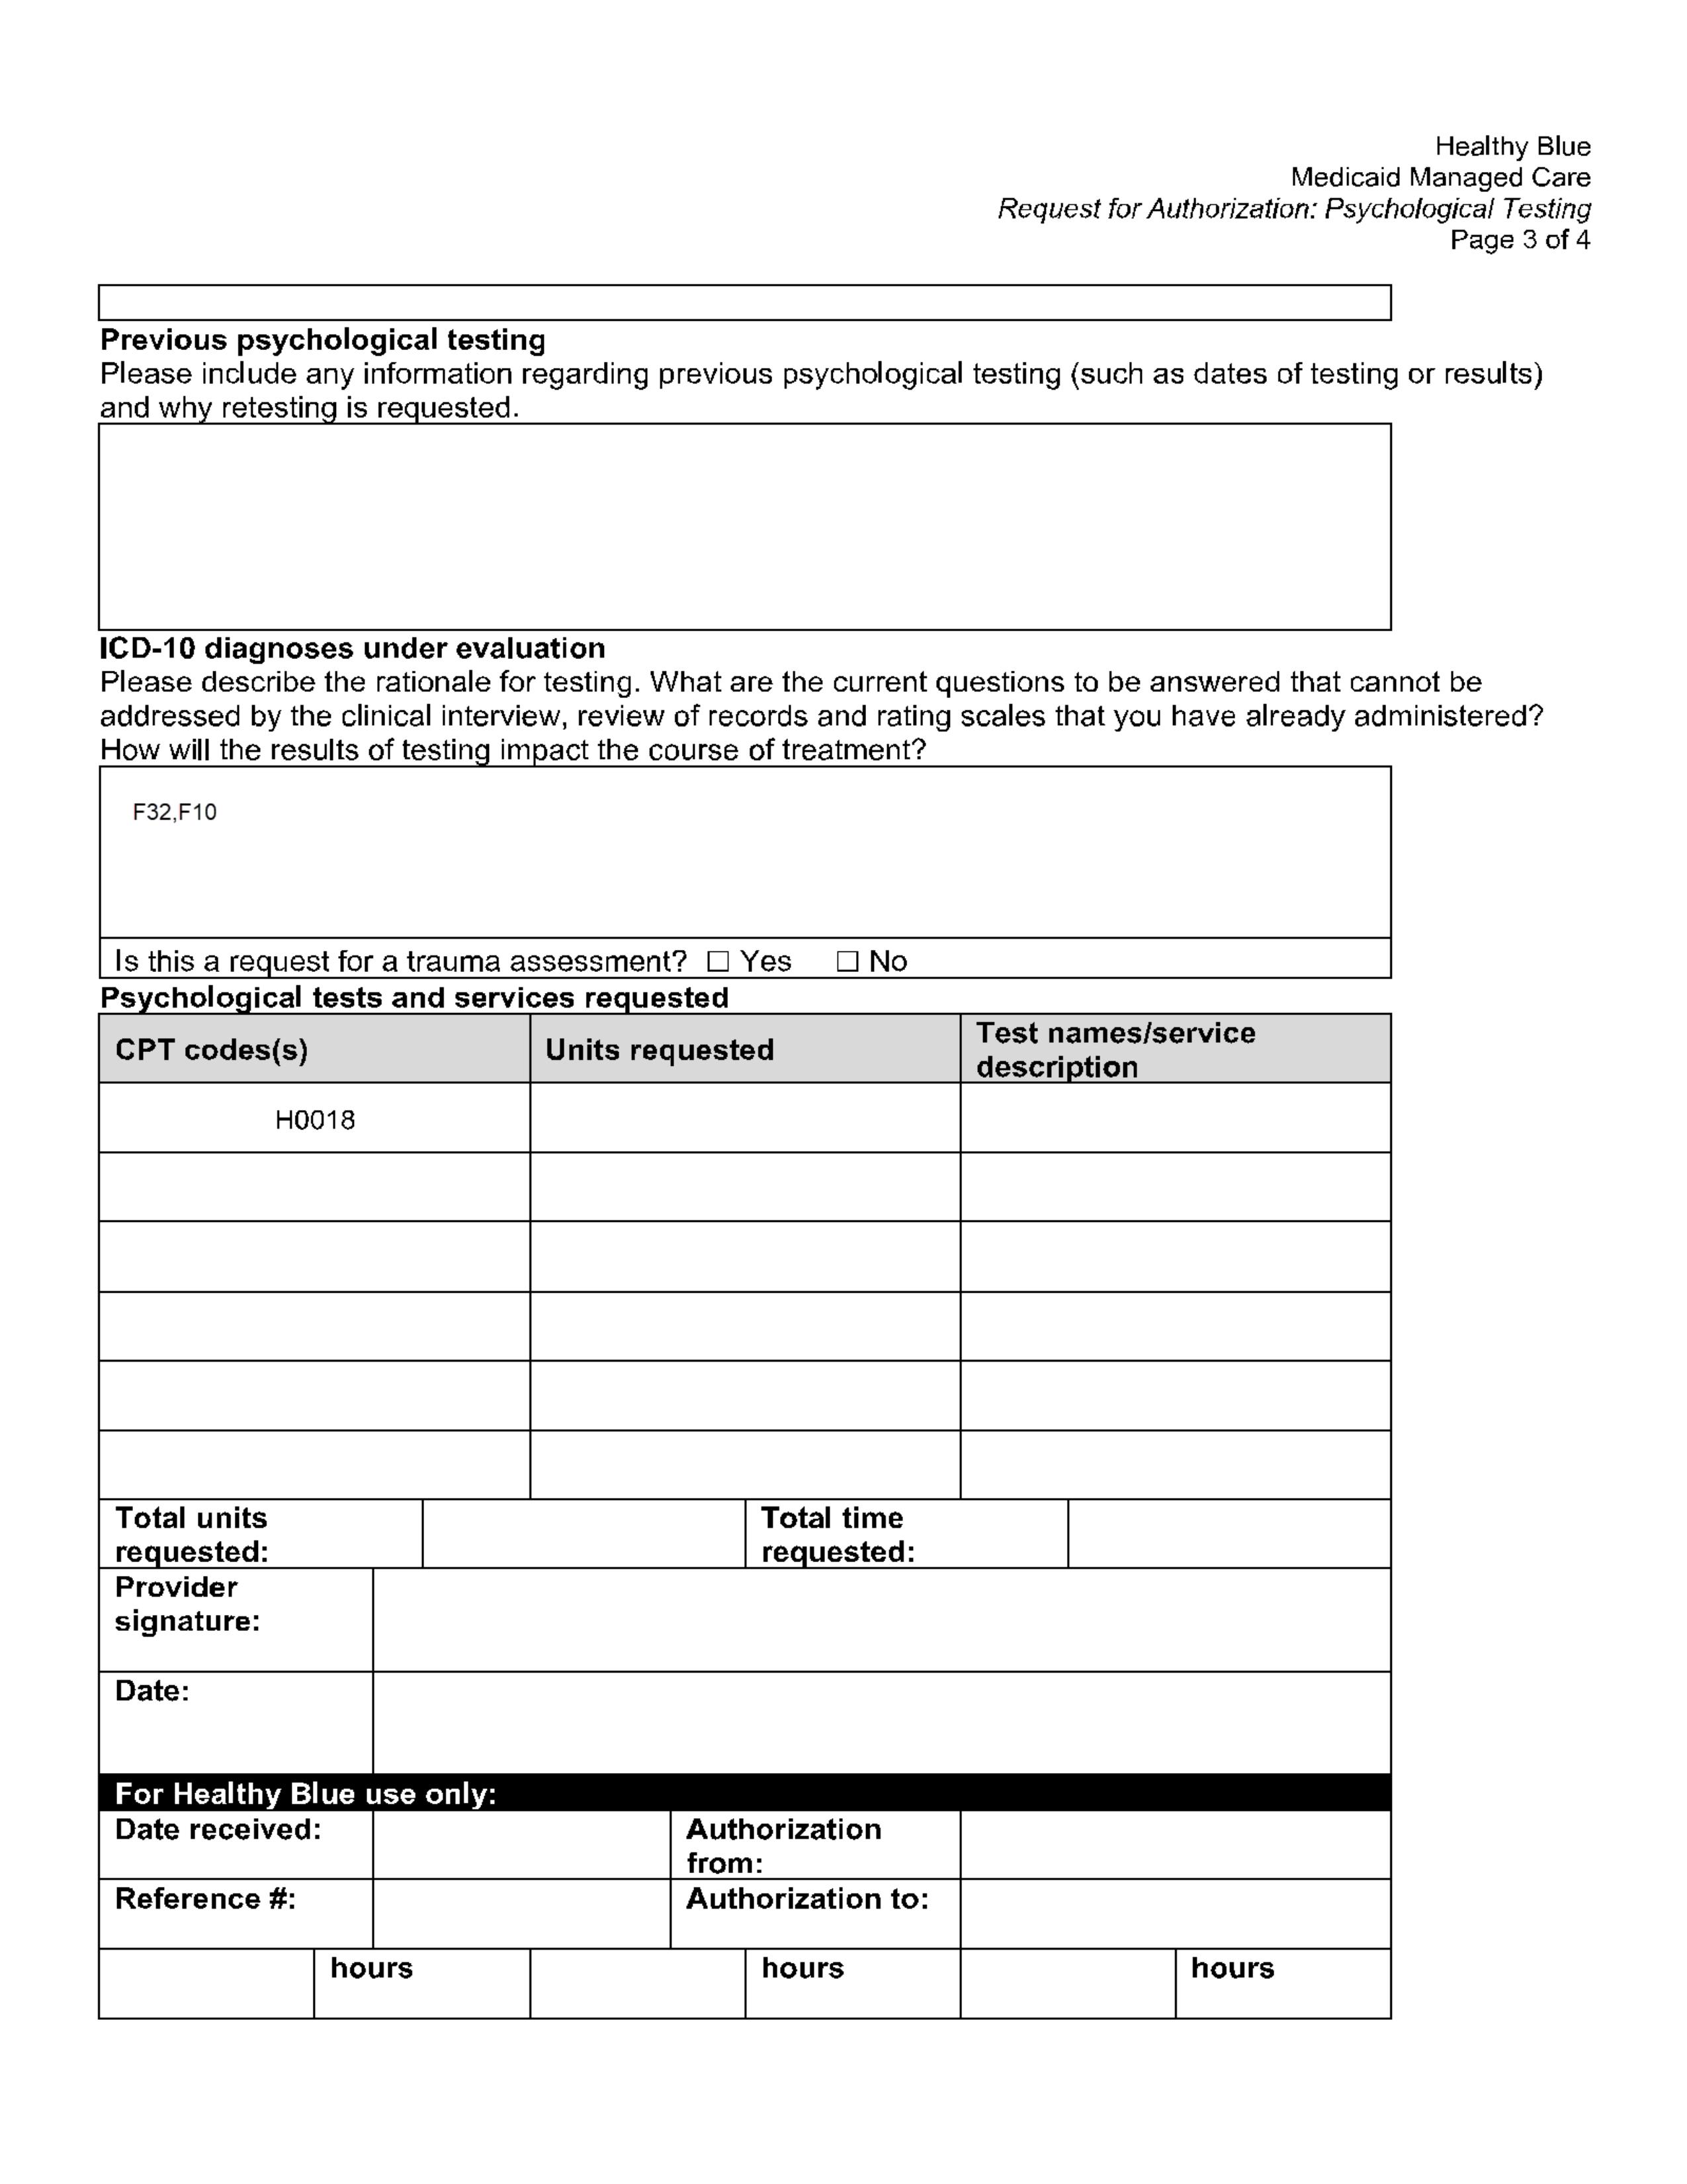 Healthy Blue
Medicaid Managed Care
Request for Authorization: Psychological Testing
Page 3 of 4
Previous psychological testing
Please include any information regarding previous psychological testing (such as dates of testing or results)
and why retesting is requested.
ICD-10 diagnoses under evaluation
Please describe the rationale for testing. What are the current questions to be answered that cannot be
addressed by the clinical interview, review of records and rating scales that you have already administered?
How will the results of testing impact the course of treatment?
F32,F10
Is this a request for a trauma assessment? ☐ Yes ☐ No
Psychological tests and services requested
CPT codes(s) Units requested Test names/service
description
H0018
Total units
requested:
Total time
requested:
Provider
signature:
Date:
For Healthy Blue use only:
Date received:
Authorization
from:
Reference #: Authorization to:
hours hours hours